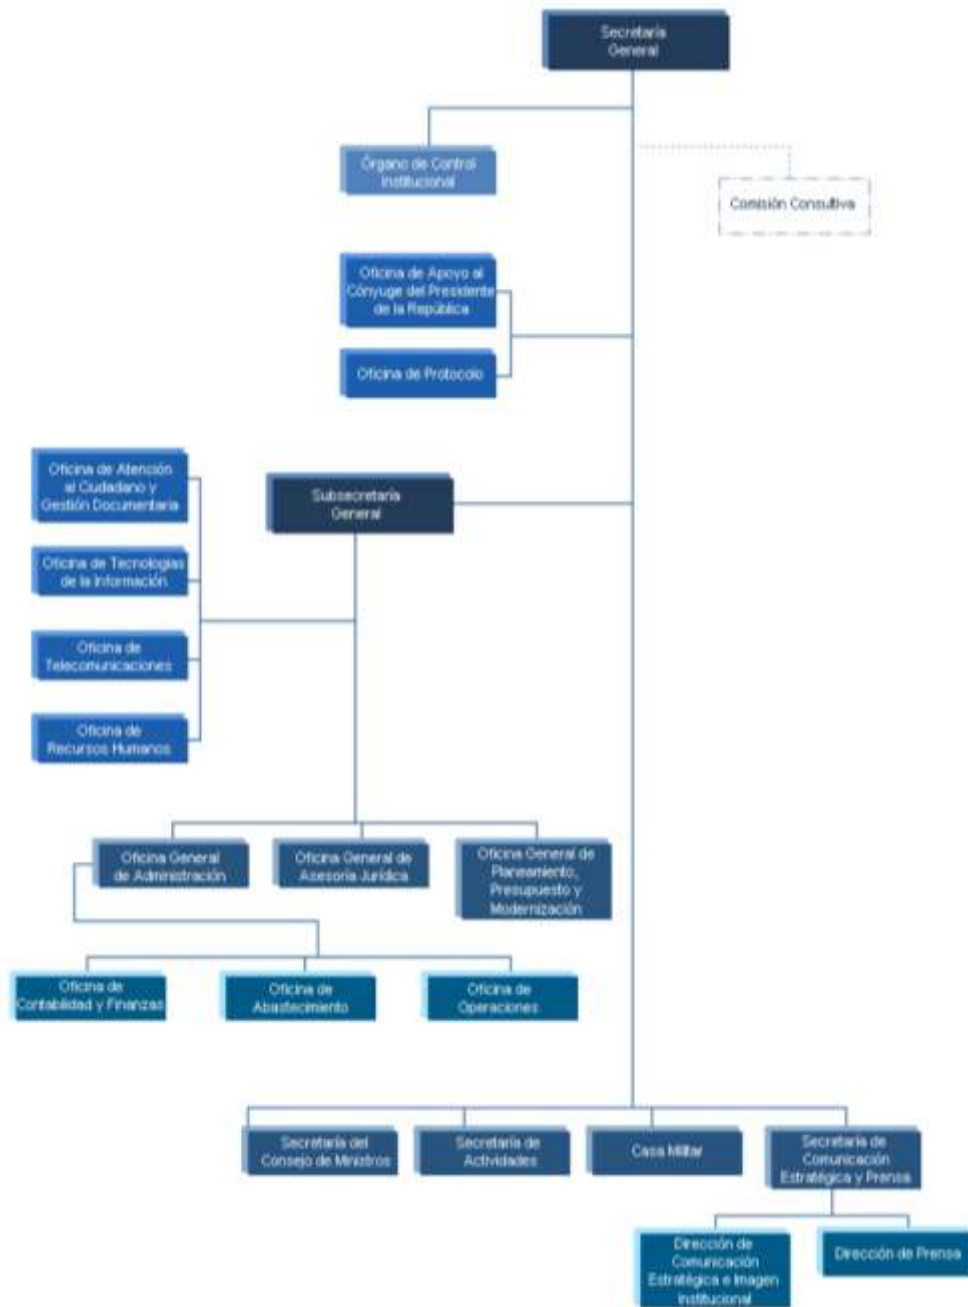 Secretaría
General
Órgano de Control
Institucional
Comisión Consultiva
Oficina de Apoyo al
Cónyuge del Presidente
de la República
Oficina de Protocolo
Oficina de Atención
al Ciudadano y
Gestión Documentaria
Subsecretaría
General
Oficina de Tecnologías
de la Información
Oficina de
Telecomunicaciones
Oficina de
Recursos Humanos
Oficina General
de Administración
Oficina General de
Asesoría Jurídica
Oficina General de
Planeamiento,
Presupuesto y
Modernización
Oficina de
Contabilidad y Finanzas
Oficina de
Abastecimiento
Oficina de
Operaciones
Secretaría del
Consejo de Ministros
Secretaría de
Actividades
Casa Militar
Secretaría de
Comunicación
Estratégica y Prensa
Dirección de
Comunicación
Estratégica e Imagen
Institucional
Dirección de Prensa